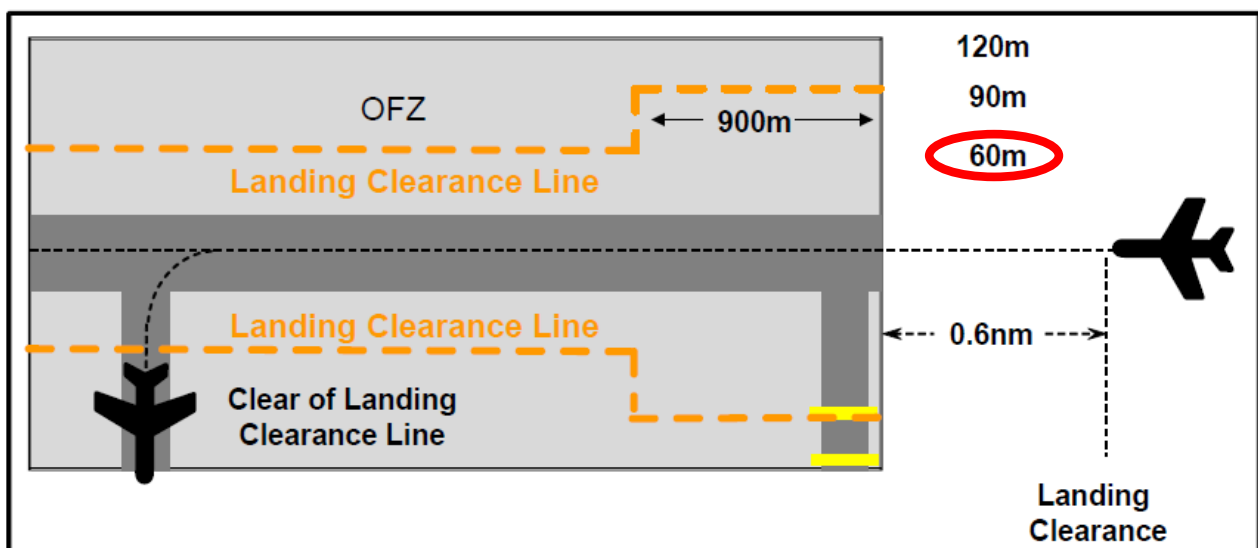 120m
OFZ
90m
900m
60m
Landing Clearance Line
Landing Clearance Line
0.6nm
Clear of Landing
Clearance Line
Landing
Clearance